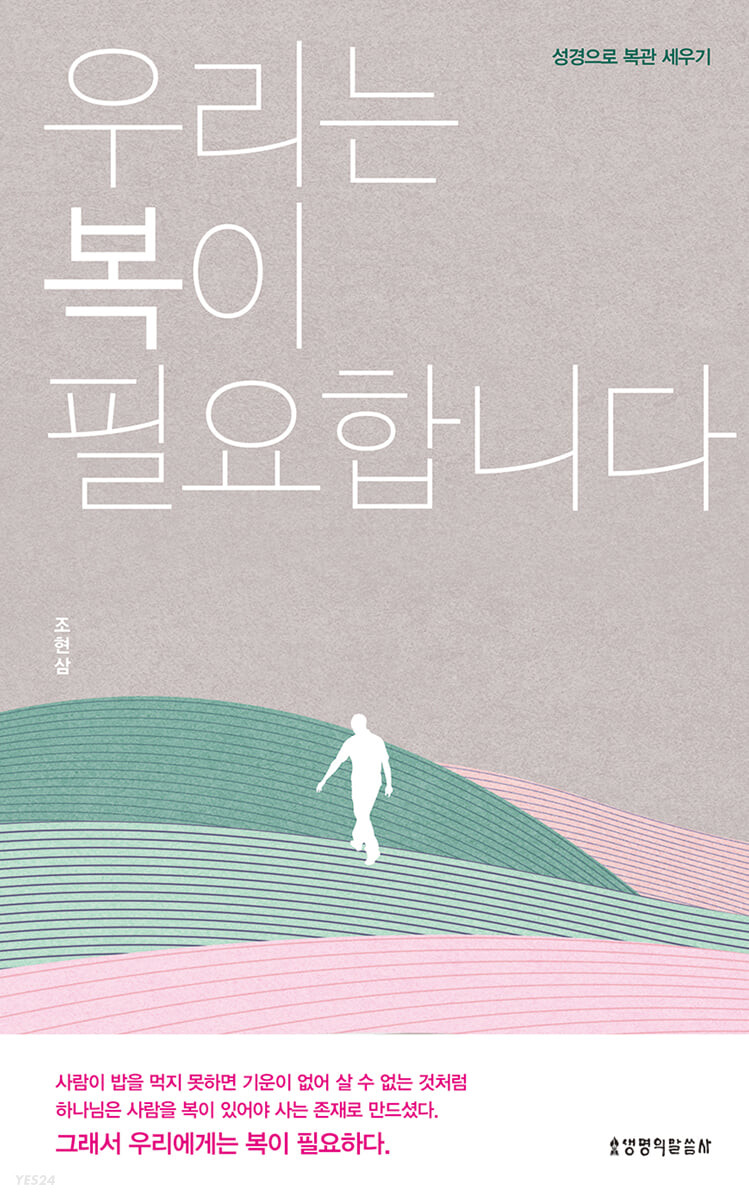 성경으로 복관 세우기
우리는
복이
필요합니다
조현삼
사람이 밥을 먹지 못하면 기운이 없어 살 수 없는 것처럼
하나님은 사람을 복이 있어야 사는 존재로 만드셨다.
그래서 우리에게는 복이 필요하다.
생명의말씀사
YES24